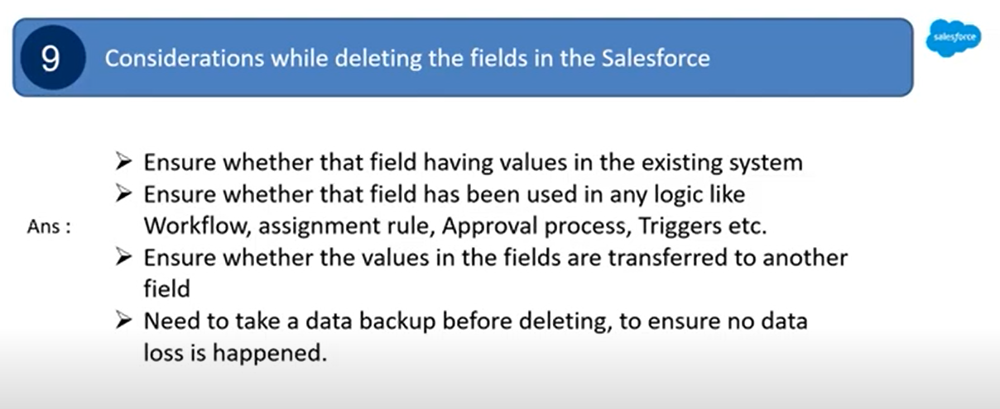 9
Considerations while deleting the fields in the Salesforce
salesforce
➤ Ensure whether that field having values in the existing system
➤ Ensure whether that field has been used in any logic like
Ans :
Workflow, assignment rule, Approval process, Triggers etc.
➤ Ensure whether the values in the fields are transferred to another
field
➤ Need to take a data backup before deleting, to ensure no data
loss is happened.